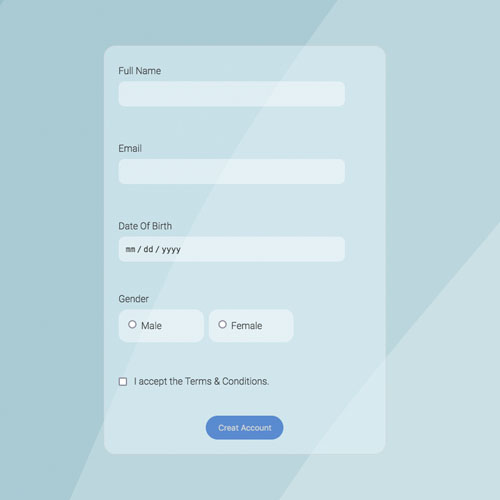 Full Name
Email
Date Of Birth
mm / dd / yyyy
Gender
Male Female
I accept the Terms & Conditions.
Creat Account